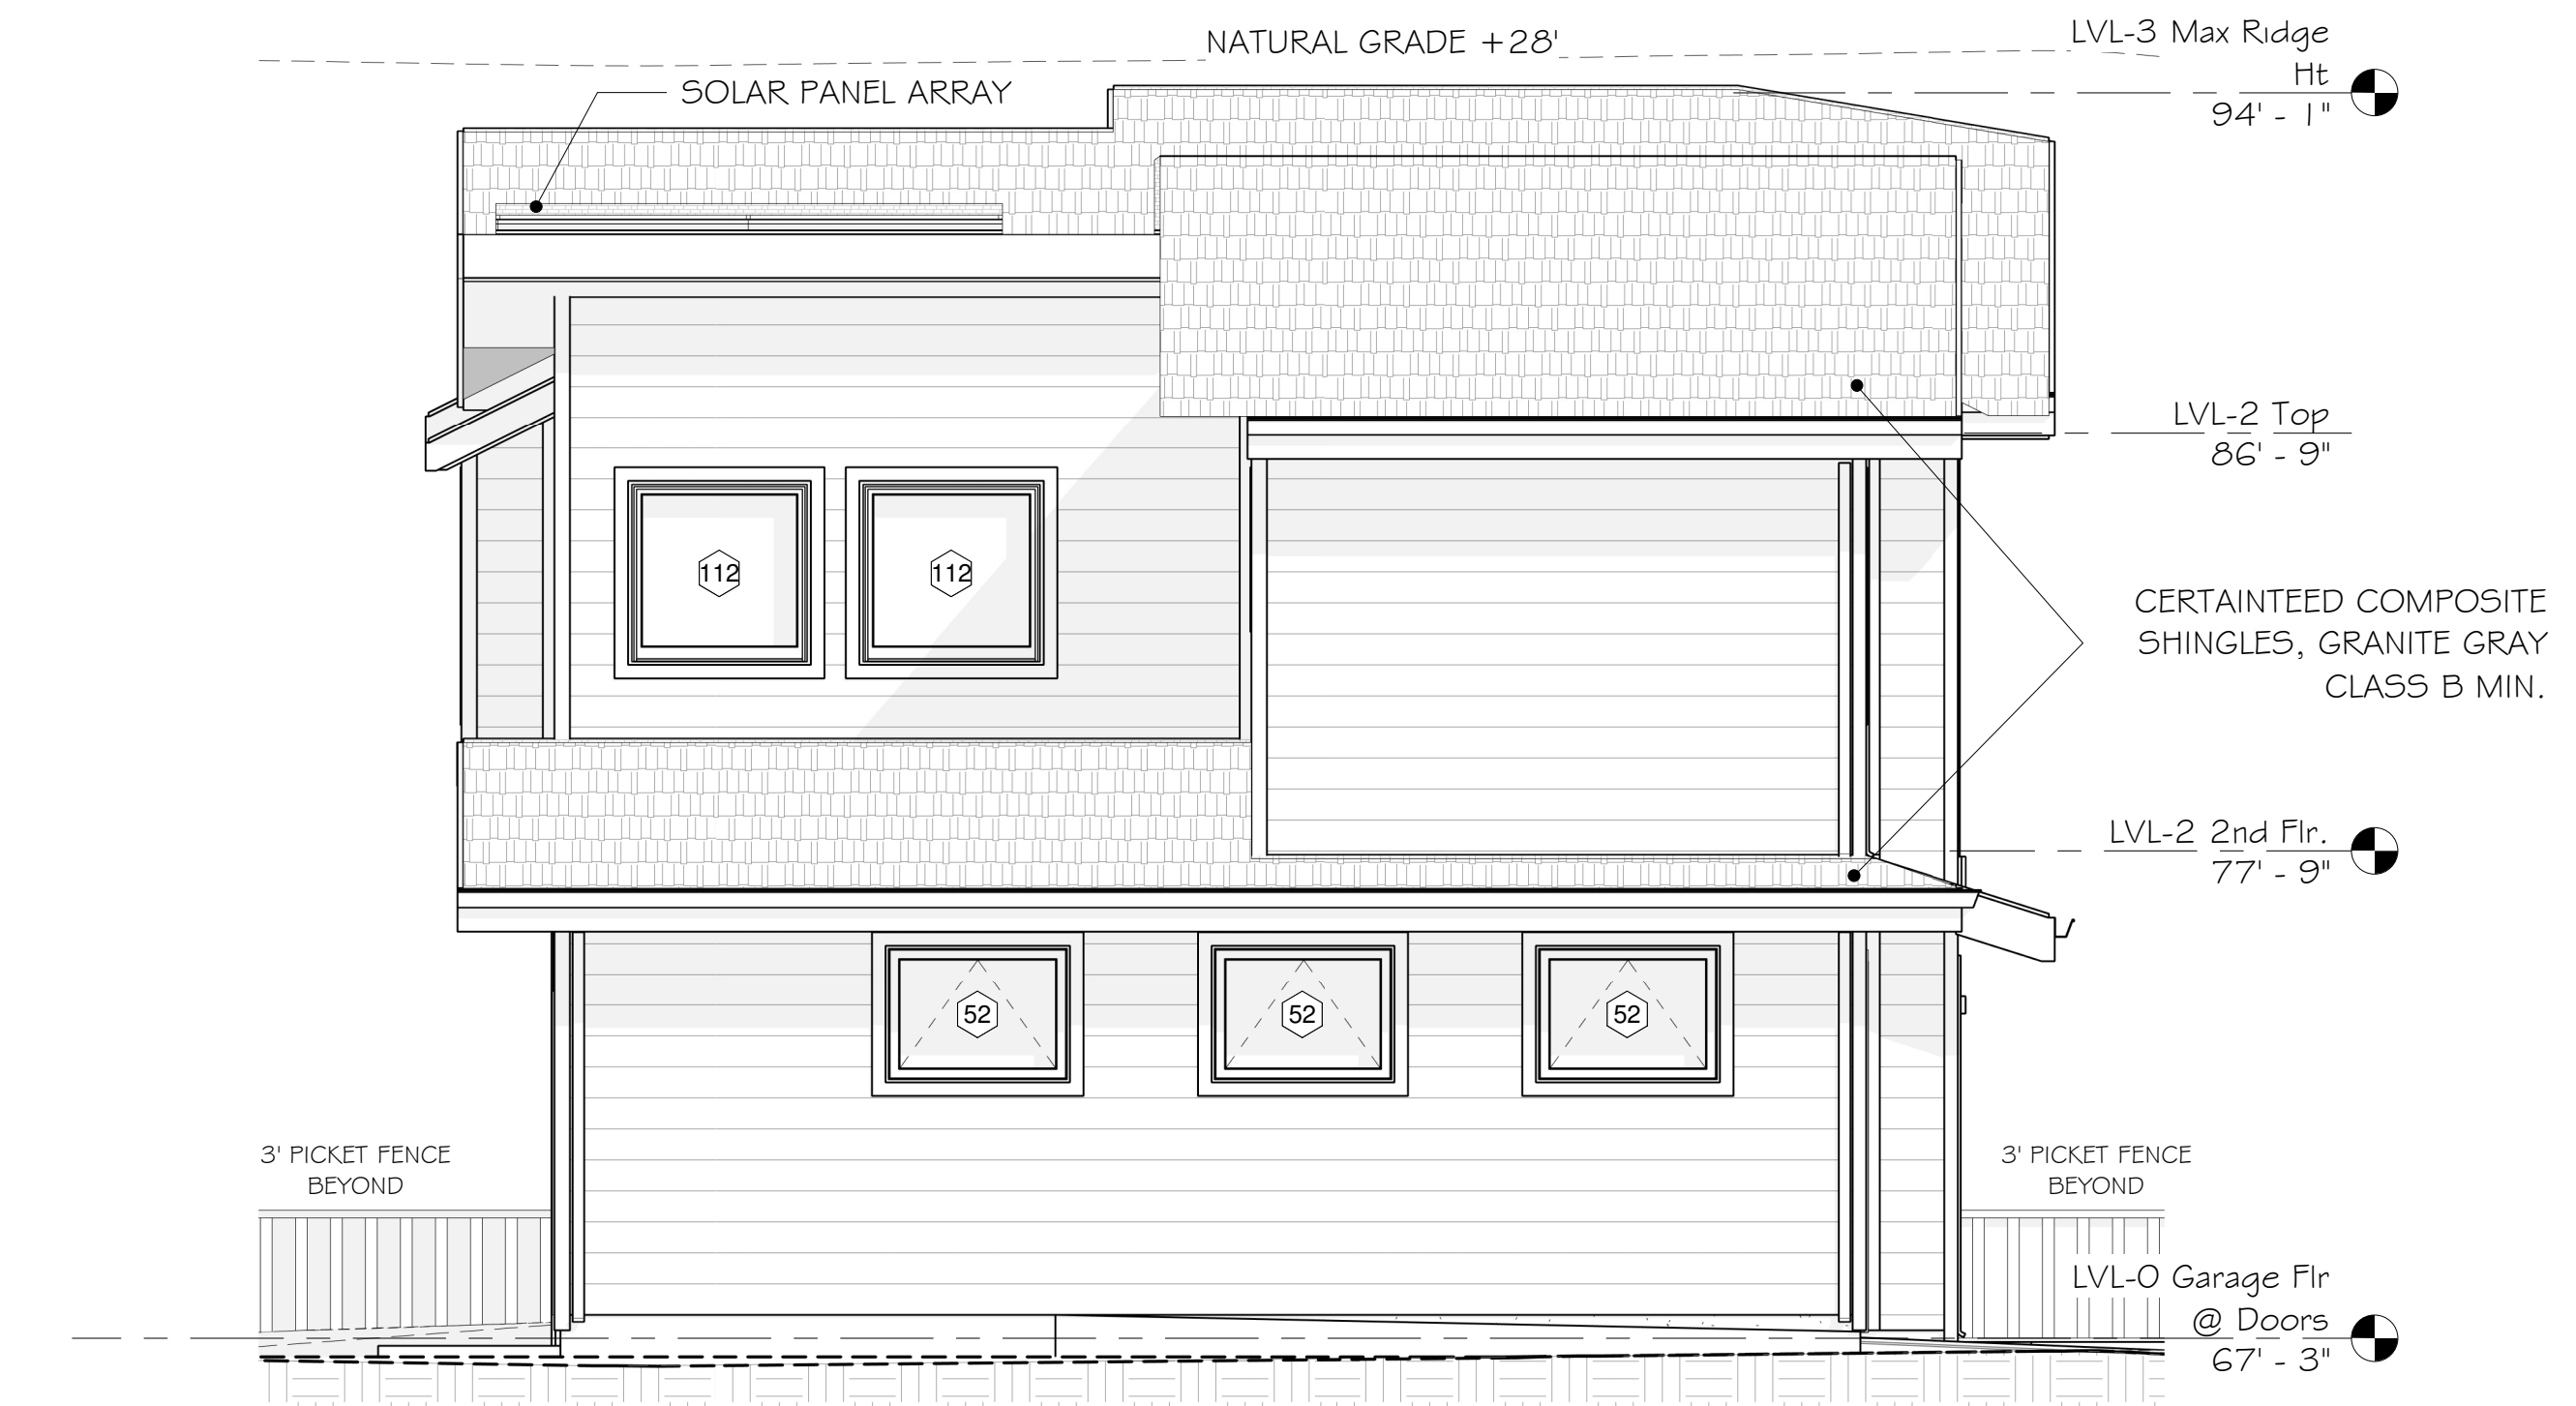 NATURAL GRADE +28'
LVL-3 Max Ridge
Ht
94' - 1"
SOLAR PANEL ARRAY
LVL-2 Top
86' - 9"
112
112
CERTAINTEED COMPOSITE
SHINGLES, GRANITE GRAY
CLASS B MIN.
LVL-2 2nd Flr.
77' - 9"
52
52
52
3' PICKET FENCE
BEYOND
3' PICKET FENCE
BEYOND
LVL-0 Garage Flr
@ Doors
67' - 3"